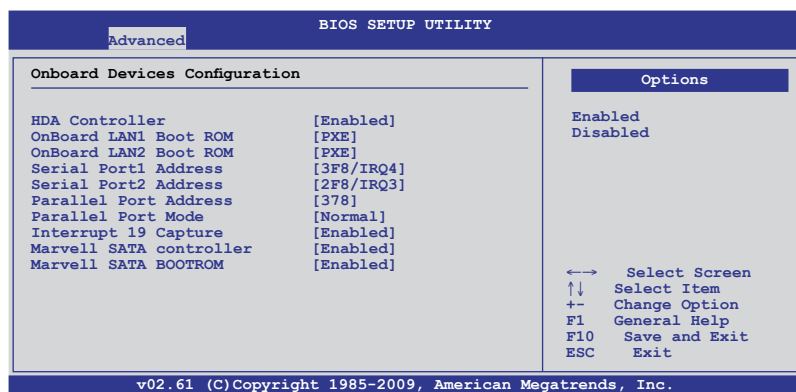 BIOS SETUP UTILITY
Advanced
Onboard Devices Configuration
HDA Controller [Enabled]
OnBoard LAN1 Boot ROM [PXE]
OnBoard LAN2 Boot ROM [PXE]
Serial Port1 Address [3F8/IRQ4]
Serial Port2 Address [2F8/IRQ3]
Parallel Port Address [378]
Parallel Port Mode [Normal]
Interrupt 19 Capture [Enabled]
Marvell SATA controller [Enabled]
Marvell SATA BOOTROM [Enabled]
Options
Enabled
Disabled
←→ Select Screen
↑↓ Select Item
+- Change Option
F1 General Help
F10 Save and Exit
ESC Exit
v02.61 (C)Copyright 1985-2009, American Megatrends, Inc.